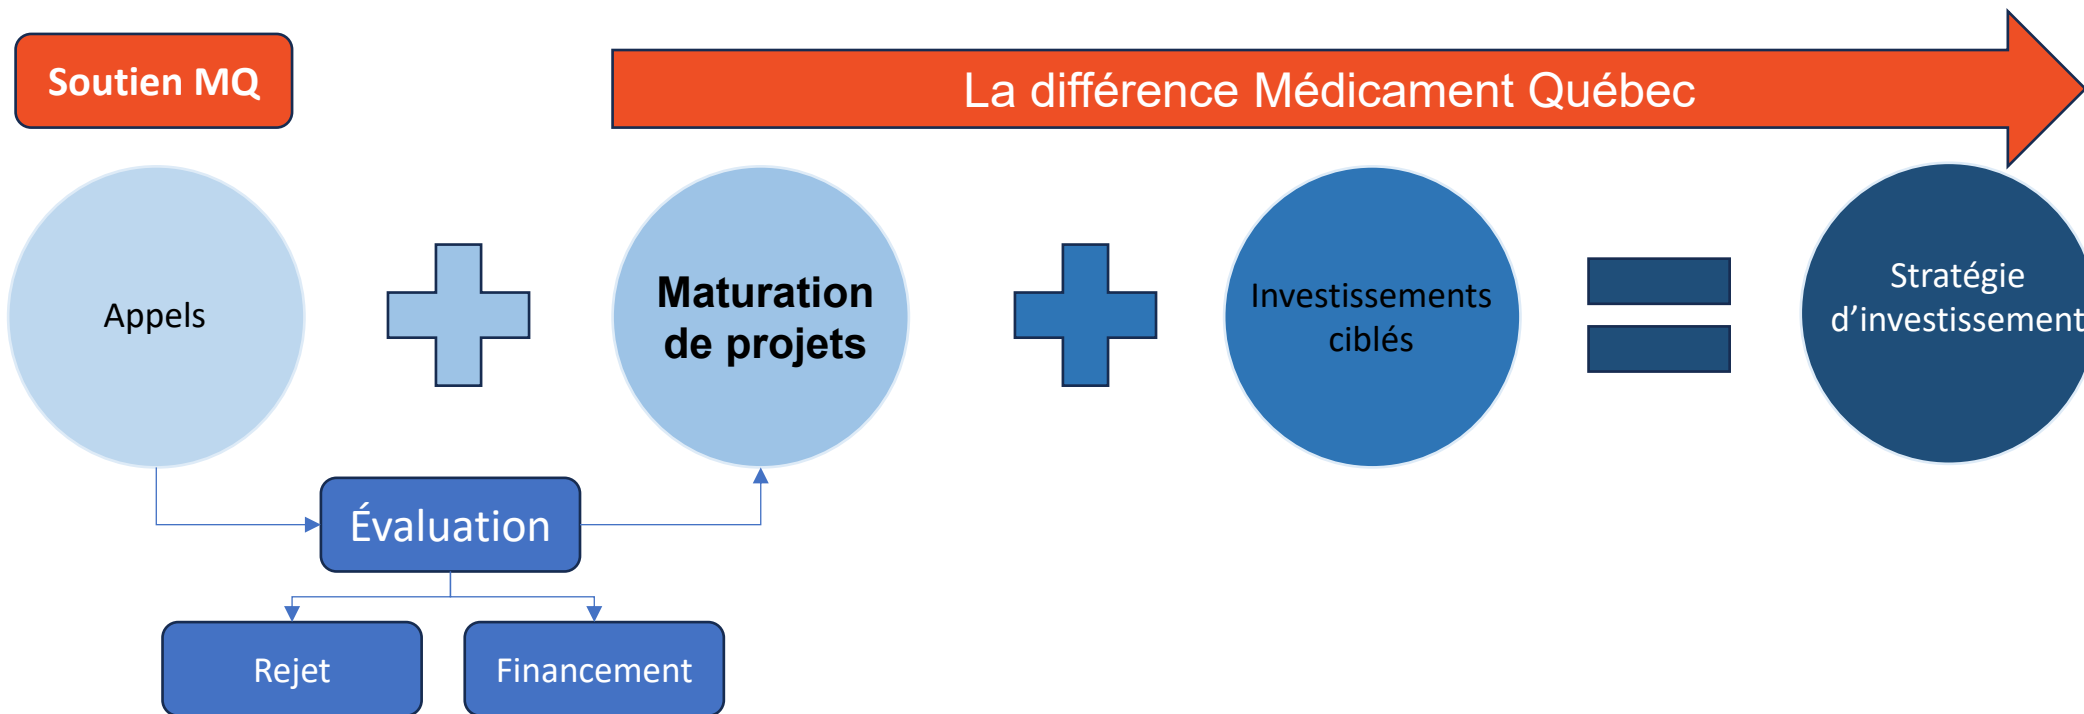 Soutien MQ
La différence Médicament Québec
Appels
Maturation
de projets
Investissements
ciblés
Stratégie
d’investissement
Évaluation
Rejet
Financement